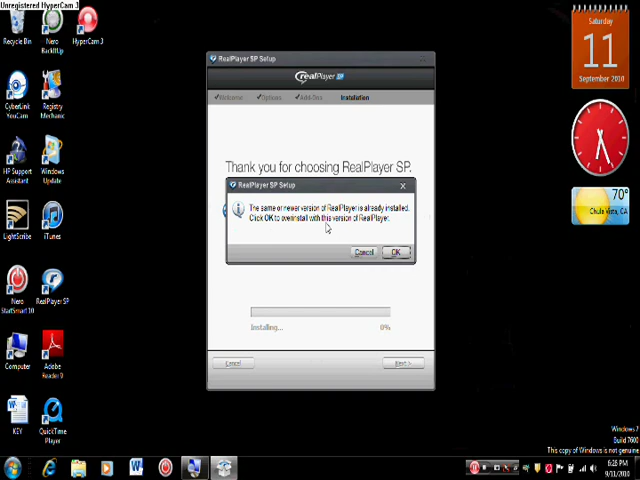 Unregistered HyperCam 3
Recycle Bin
Nero BackItUp
HyperCam 3
CyberLink YouCam
Registry Mechanic
HP Support Assistant
Windows Update
LightScribe
iTunes
Nero StartSmart 10
RealPlayer SP
Computer
Adobe Reader 9
KEY
QuickTime Player
RealPlayer SP Setup
realPlayer SP
Welcome
Options
Add-Ons
Installation
Thank you for choosing RealPlayer SP.
RealPlayer SP Setup
The same or newer version of RealPlayer is already installed.
Click OK to overinstall with this version of RealPlayer.
Cancel
OK
Installing...
0%
Cancel
Next >
Saturday
11
September 2010
70°
Chula Vista, CA
Windows 7
Build 7600
This copy of Windows is not genuine
6:26 PM
9/11/2010